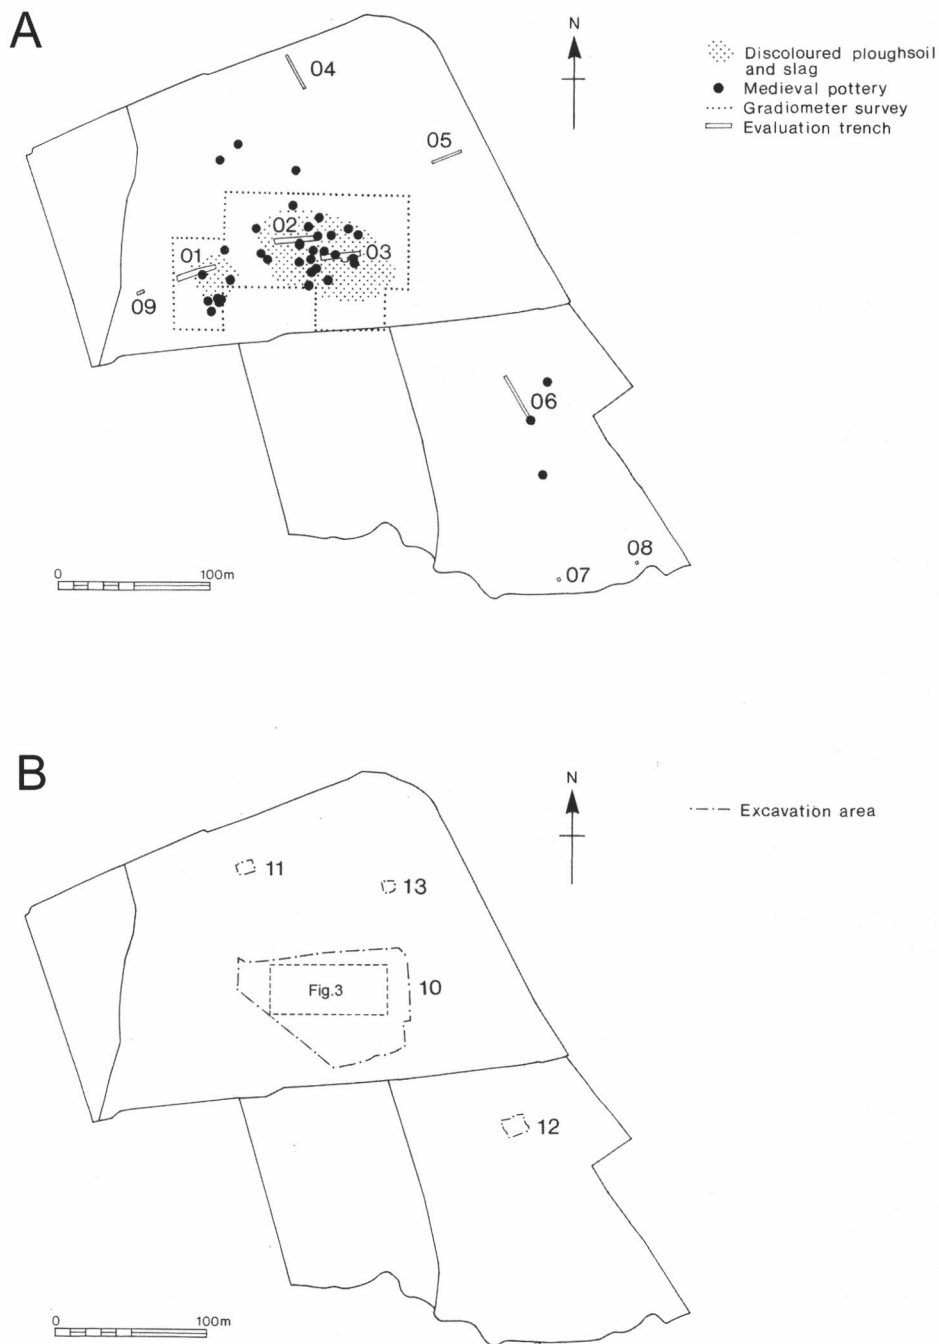 A
N
Discoloured ploughsoil
and slag
Medieval pottery
Gradiometer survey
Evaluation trench
04
05
02
03
01
09
06
08
07
0 100m
B
N
Excavation area
11
13
10
Fig.3
12
0 100m